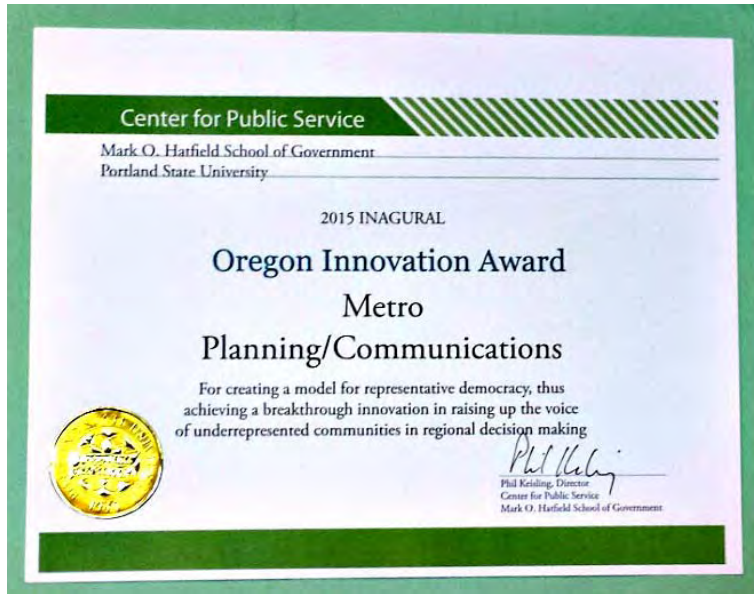 Center for Public Service
Mark O. Hatfield School of Government
Portland State University
2015 INAGURAL
Oregon Innovation Award
Metro
Planning/Communications
For creating a model for representative democracy, thus
achieving a breakthrough innovation in raising up the voice
of underrepresented communities in regional decision making
Phil Keisling, Director
Center for Public Service
Mark O. Hatfield School of Government